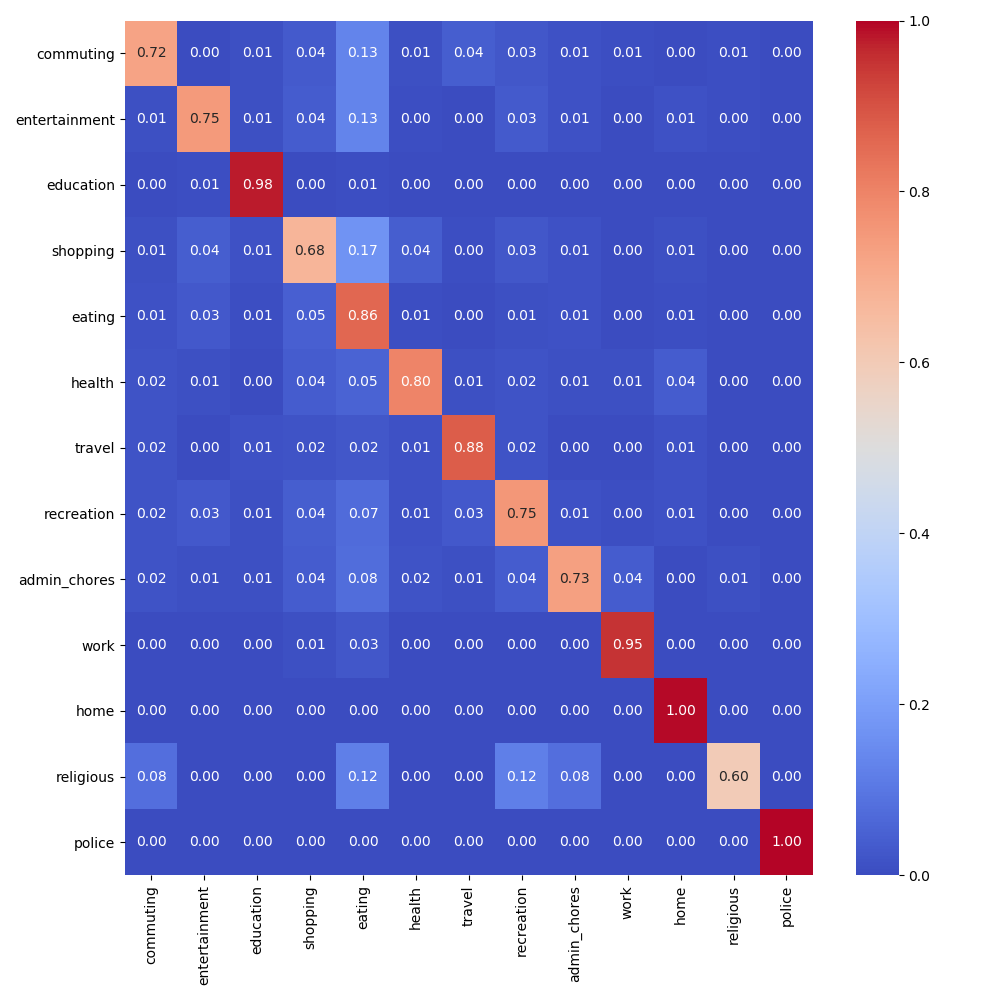 commuting 0.72 0.00 0.01 0.04 0.13 0.01 0.04 0.03 0.01 0.01 0.00 0.01 0.00
entertainment 0.01 0.75 0.01 0.04 0.13 0.00 0.00 0.03 0.01 0.00 0.01 0.00 0.00
education 0.00 0.01 0.98 0.00 0.01 0.00 0.00 0.00 0.00 0.00 0.00 0.00 0.00
shopping 0.01 0.04 0.01 0.68 0.17 0.04 0.00 0.03 0.01 0.00 0.01 0.00 0.00
eating 0.01 0.03 0.01 0.05 0.86 0.01 0.00 0.01 0.01 0.00 0.01 0.00 0.00
health 0.02 0.01 0.00 0.04 0.05 0.80 0.01 0.02 0.01 0.01 0.04 0.00 0.00
travel 0.02 0.00 0.01 0.02 0.02 0.01 0.88 0.02 0.00 0.00 0.01 0.00 0.00
recreation 0.02 0.03 0.01 0.04 0.07 0.01 0.03 0.75 0.01 0.00 0.01 0.00 0.00
admin_chores 0.02 0.01 0.01 0.04 0.08 0.02 0.01 0.04 0.73 0.04 0.00 0.01 0.00
work 0.00 0.00 0.00 0.01 0.03 0.00 0.00 0.00 0.00 0.95 0.00 0.00 0.00
home 0.00 0.00 0.00 0.00 0.00 0.00 0.00 0.00 0.00 0.00 1.00 0.00 0.00
religious 0.08 0.00 0.00 0.00 0.12 0.00 0.00 0.12 0.08 0.00 0.00 0.60 0.00
police 0.00 0.00 0.00 0.00 0.00 0.00 0.00 0.00 0.00 0.00 0.00 0.00 1.00
commuting
entertainment
education
shopping
eating
health
travel
recreation
admin_chores
work
home
religious
police
1.0
0.8
0.6
0.4
0.2
0.0